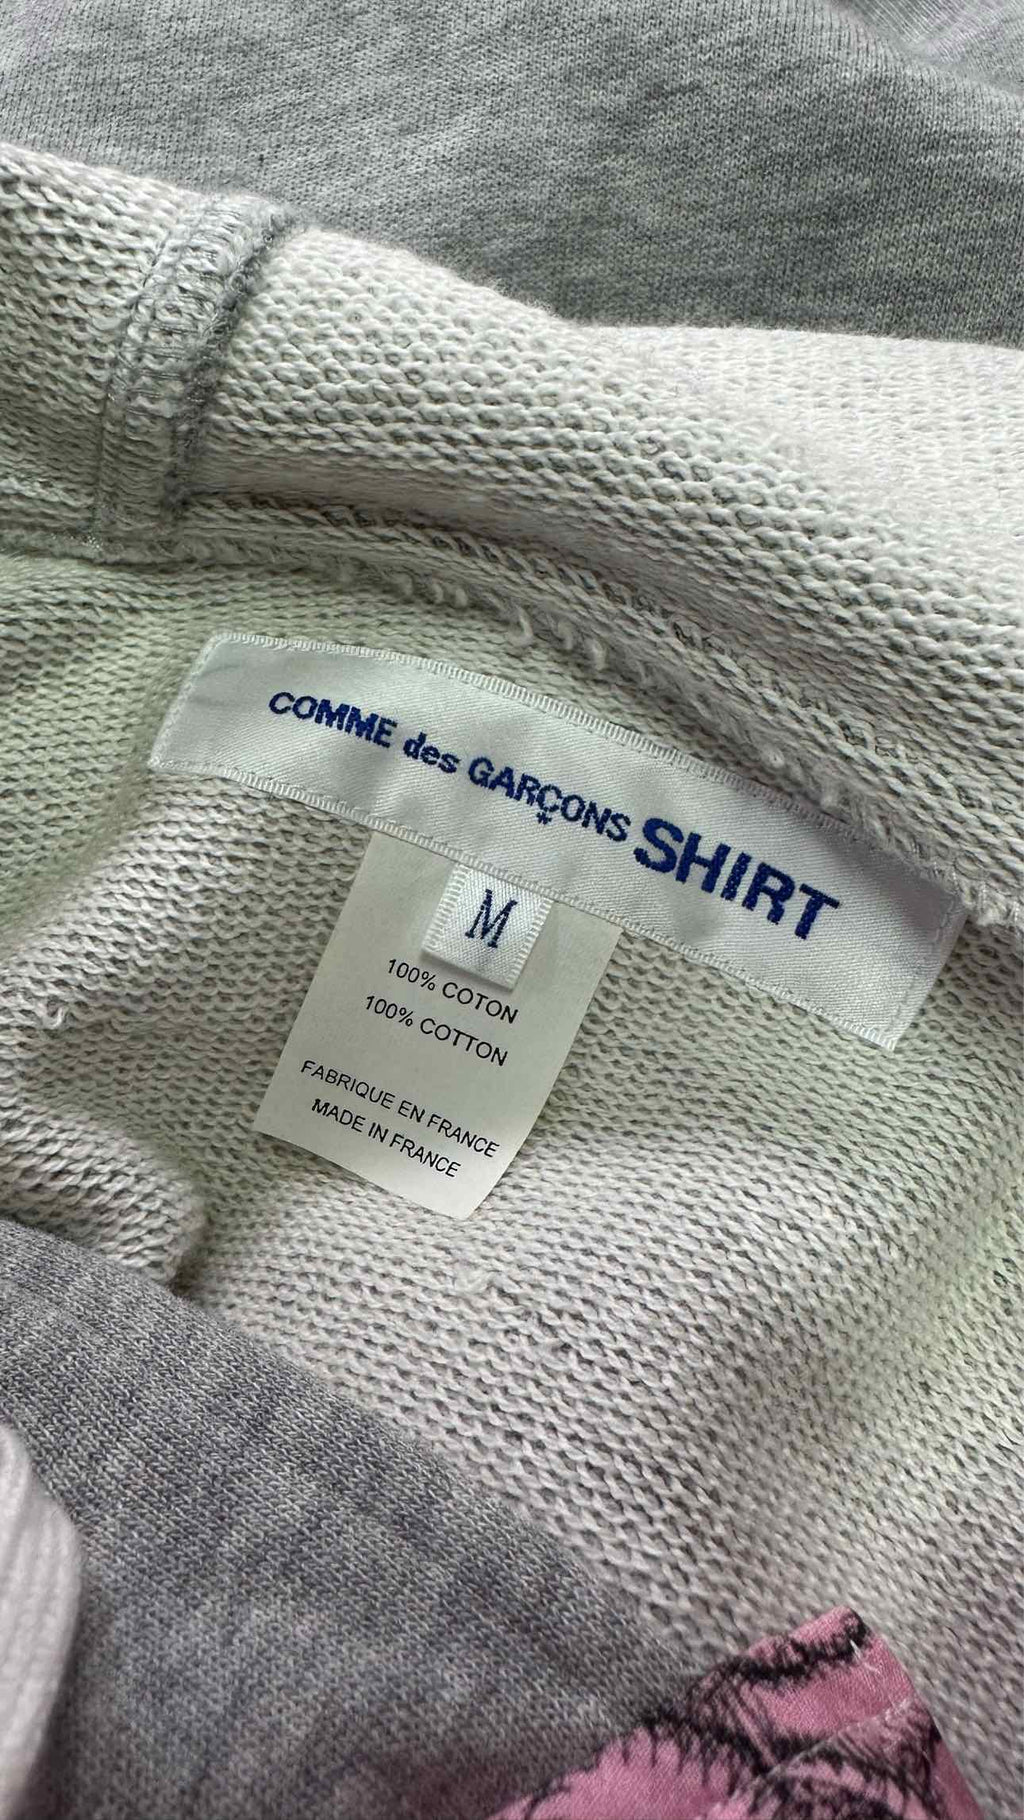 COMME des GARÇONS SHIRT
M
100% COTON
100% COTTON
FABRIQUE EN FRANCE
MADE IN FRANCE